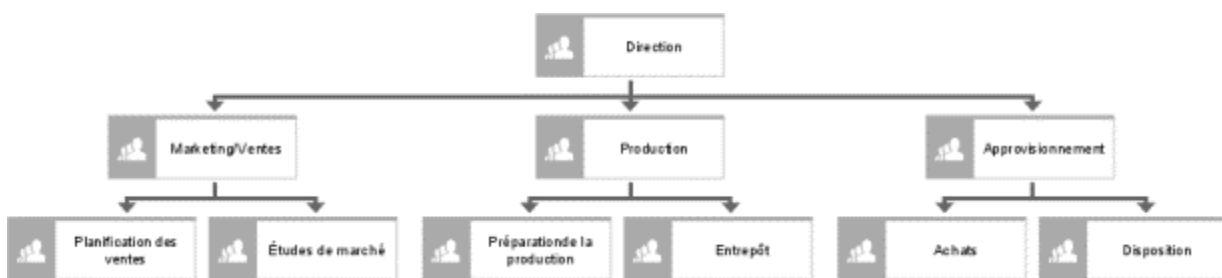 Direction
Marketing/Ventes
Production
Approvisionnement
Planification des
ventes
Études de marché
Préparationde la
production
Entrepôt
Achats
Disposition